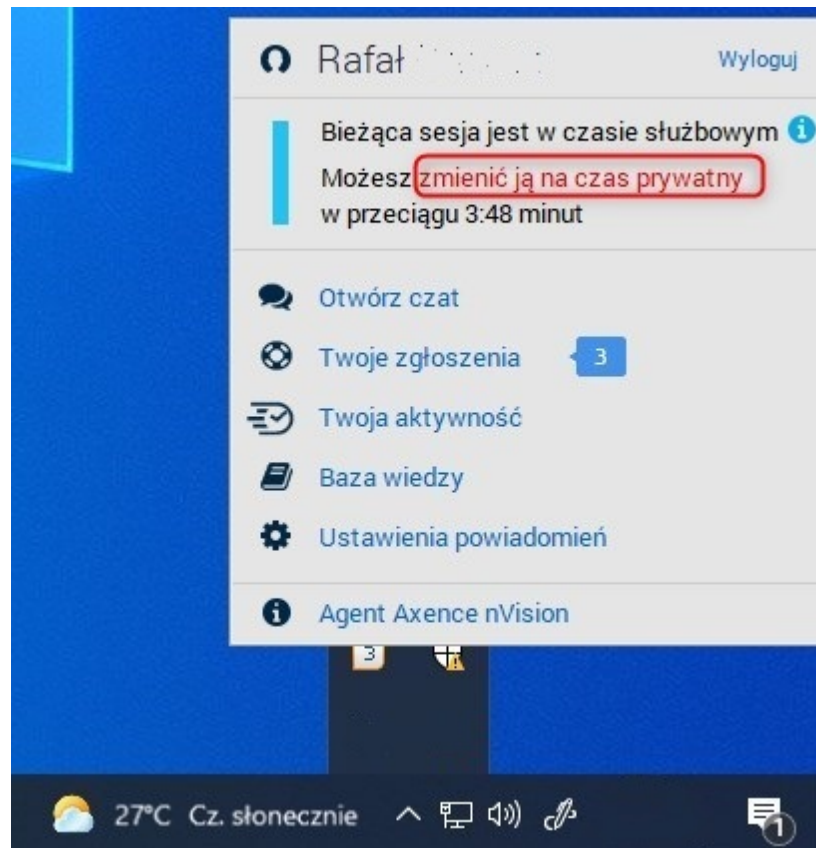 Rafał
Wyloguj
Bieżąca sesja jest w czasie służbowym
Możesz zmienić ją na czas prywatny
w przeciągu 3:48 minut
Otwórz czat
Twoje zgłoszenia 3
Twoja aktywność
Baza wiedzy
Ustawienia powiadomień
Agent Axence nVision
3
27°C Cz. słonecznie
1